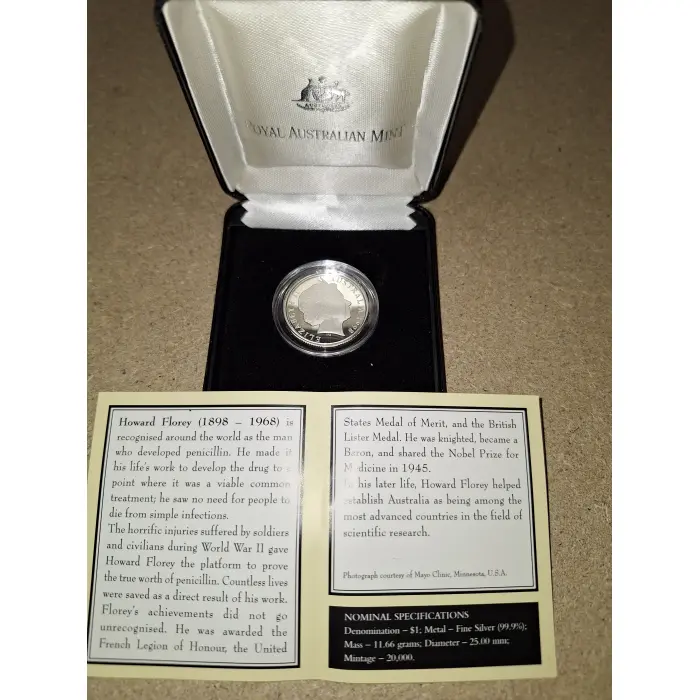 ROYAL AUSTRALIAN MINT
ELIZABETH II AUSTRALIA
Howard Florey (1898 – 1968) is
recognised around the world as the man
who developed penicillin. He made it
his life's work to develop the drug to a
point where it was a viable common
treatment; he saw no need for people to
die from simple infections.
The horrific injuries suffered by soldiers
and civilians during World War II gave
Howard Florey the platform to prove
the true worth of penicillin. Countless lives
were saved as a direct result of his work.
Florey's achievements did not go
unrecognised. He was awarded the
French Legion of Honour, the United
States Medal of Merit, and the British
Lister Medal. He was knighted, became a
Baron, and shared the Nobel Prize for
Medicine in 1945.
In his later life, Howard Florey helped
establish Australia as being among the
most advanced countries in the field of
scientific research.
Photograph courtesy of Mayo Clinic, Minnesota, U.S.A.
NOMINAL SPECIFICATIONS
Denomination – $1; Metal – Fine Silver (99.9%);
Mass – 11.66 grams; Diameter – 25.00 mm;
Mintage – 20,000.